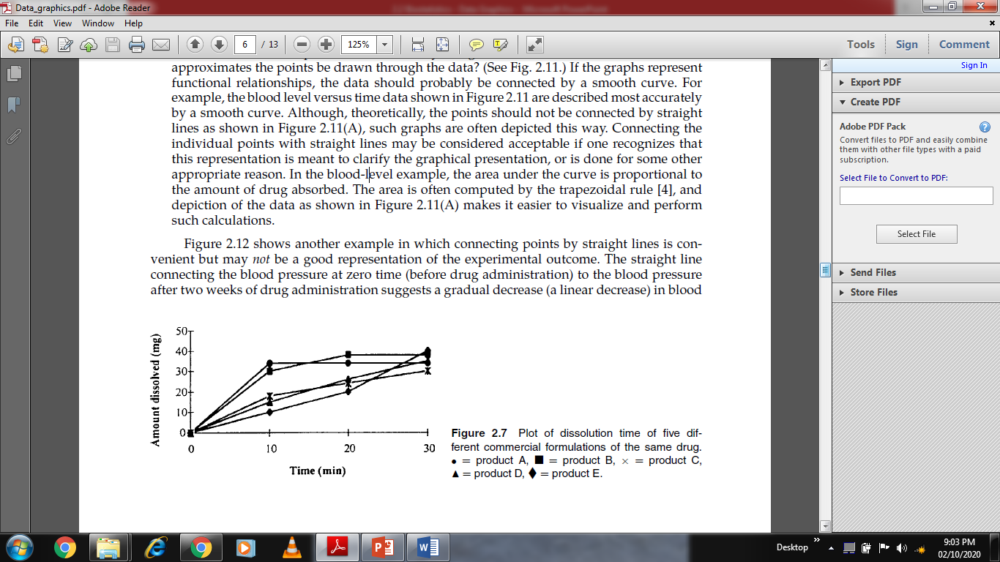 Data_graphics.pdf - Adobe Reader
File Edit View Window Help
6 / 13 125% Tools Sign Comment
approximates the points be drawn through the data? (See Fig. 2.11.) If the graphs represent
functional relationships, the data should probably be connected by a smooth curve. For
example, the blood level versus time data shown in Figure 2.11 are described most accurately
by a smooth curve. Although, theoretically, the points should not be connected by straight
lines as shown in Figure 2.11(A), such graphs are often depicted this way. Connecting the
individual points with straight lines may be considered acceptable if one recognizes that
this representation is meant to clarify the graphical presentation, or is done for some other
appropriate reason. In the blood-level example, the area under the curve is proportional to
the amount of drug absorbed. The area is often computed by the trapezoidal rule [4], and
depiction of the data as shown in Figure 2.11(A) makes it easier to visualize and perform
such calculations.
Figure 2.12 shows another example in which connecting points by straight lines is con-
venient but may not be a good representation of the experimental outcome. The straight line
connecting the blood pressure at zero time (before drug administration) to the blood pressure
after two weeks of drug administration suggests a gradual decrease (a linear decrease) in blood
Amount dissolved (mg)
50
40
30
20
10
0
0 10 20 30
Time (min)
Figure 2.7 Plot of dissolution time of five dif-
ferent commercial formulations of the same drug.
● = product A, ■ = product B, × = product C,
▲ = product D, ♦ = product E.
Sign In
Export PDF
Create PDF
Adobe PDF Pack
Convert files to PDF and easily combine
them with other file types with a paid
subscription.
Select File to Convert to PDF:
Select File
Send Files
Store Files
Desktop
9:03 PM
02/10/2020